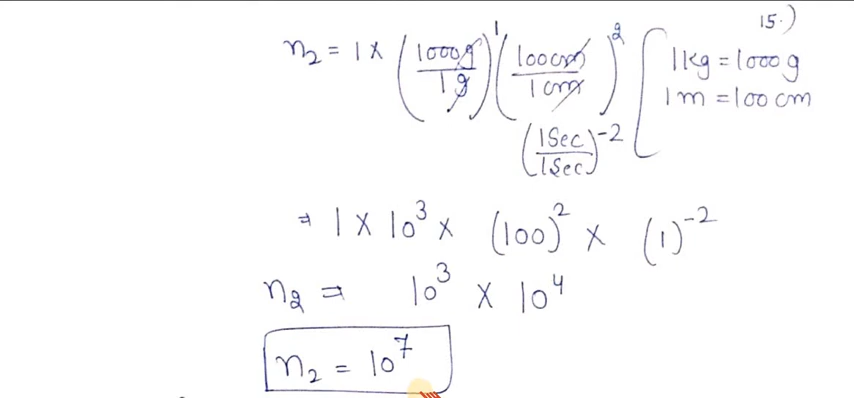 15.)
n₂ = 1 × (1000g/1g)¹ (100cm/1cm)² [1kg = 1000g
1m = 100 cm
(1Sec/1Sec)⁻²
= 1 × 10³ × (100)² × (1)⁻²
n₂ = 10³ × 10⁴
n₂ = 10⁷